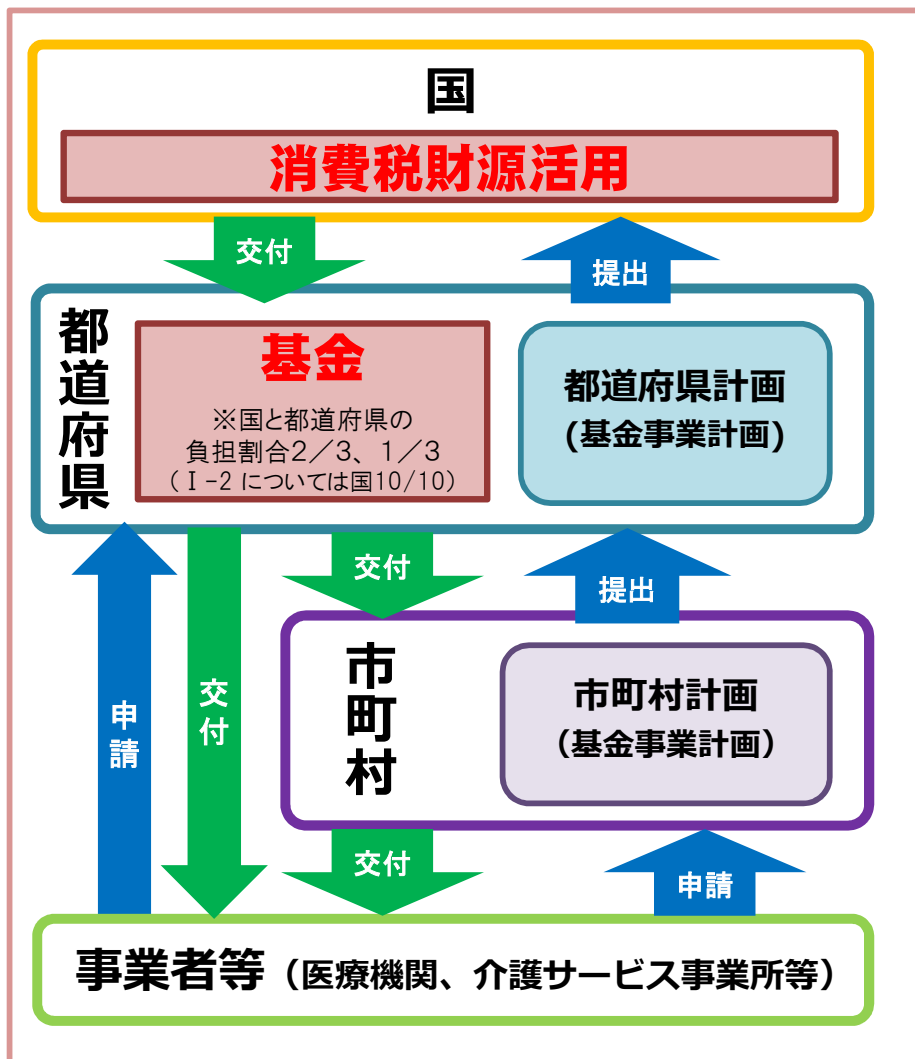 国
消費税財源活用
交付
提出
都道府県
基金
※国と都道府県の
負担割合2／3、1／3
（Ⅰ-2 については国10/10）
都道府県計画
(基金事業計画)
交付
提出
申請
交付
市町村
市町村計画
（基金事業計画）
交付
申請
事業者等（医療機関、介護サービス事業所等）